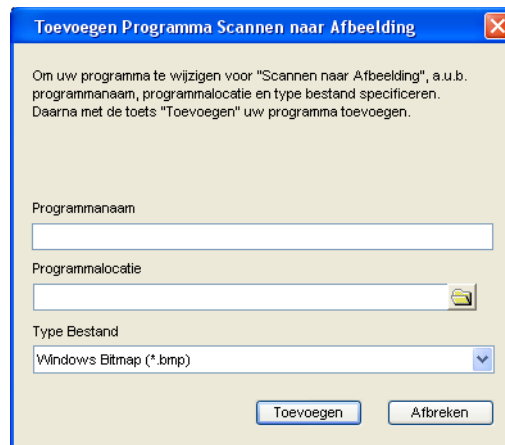 Toevoegen Programma Scannen naar Afbeelding
Om uw programma te wijzigen voor "Scannen naar Afbeelding", a.u.b.
programmanaam, programmalocatie en type bestand specificeren.
Daarna met de toets "Toevoegen" uw programma toevoegen.
Programmanaam
Programmalocatie
Type Bestand
Windows Bitmap (*.bmp)
Toevoegen Afbreken